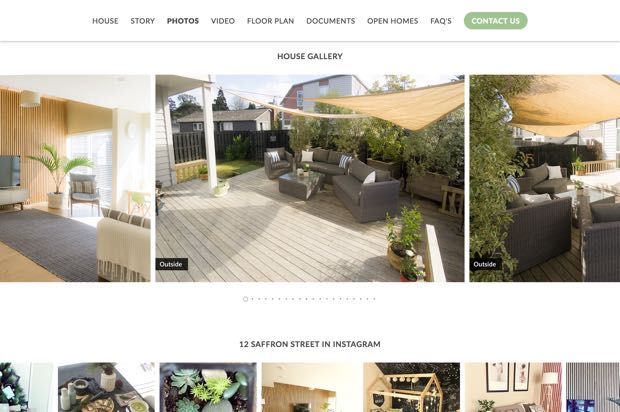 HOUSE STORY PHOTOS VIDEO FLOOR PLAN DOCUMENTS OPEN HOMES FAQ'S CONTACT US
HOUSE GALLERY
Outside
Outside
12 SAFFRON STREET IN INSTAGRAM